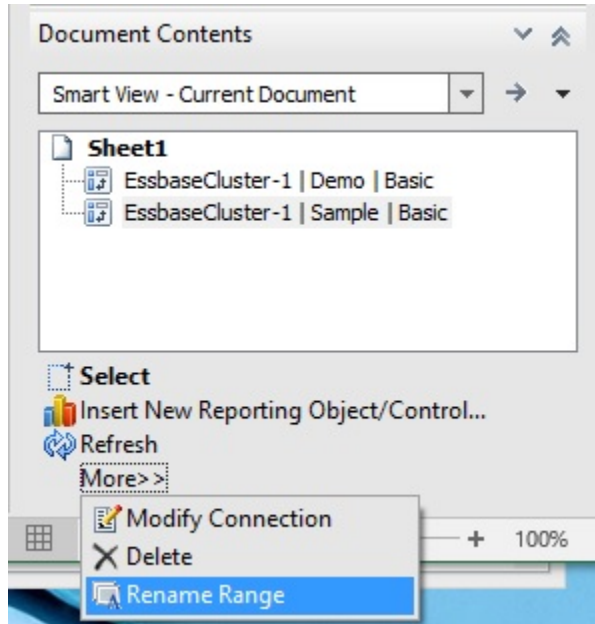 Document Contents
Smart View - Current Document
Sheet1
EssbaseCluster-1 | Demo | Basic
EssbaseCluster-1 | Sample | Basic
Select
Insert New Reporting Object/Control...
Refresh
More>>
Modify Connection
100%
Delete
Rename Range